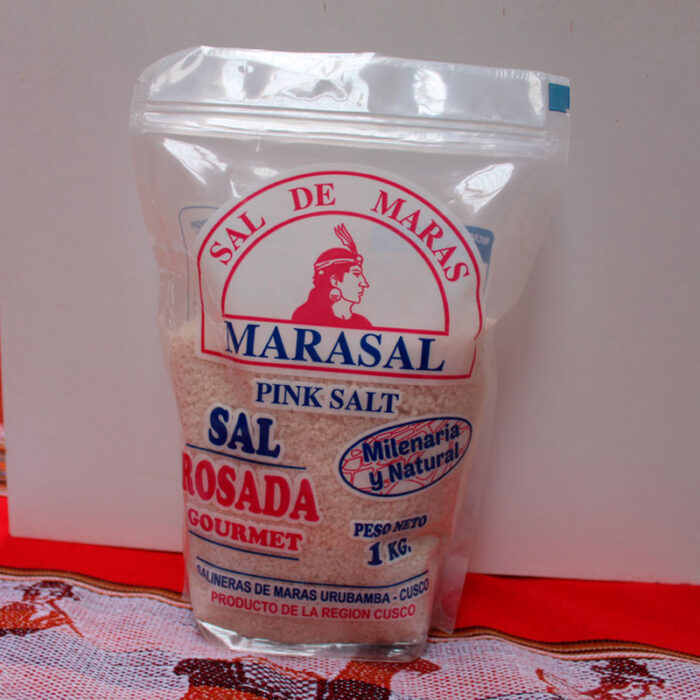 SAL DE MARAS
MARASAL
PINK SALT
SAL
ROSADA
GOURMET
Milenaria
y Natural
PESO NETO
1 KG.
SALINERAS DE MARAS URUBAMBA - CUSCO
PRODUCTO DE LA REGION CUSCO